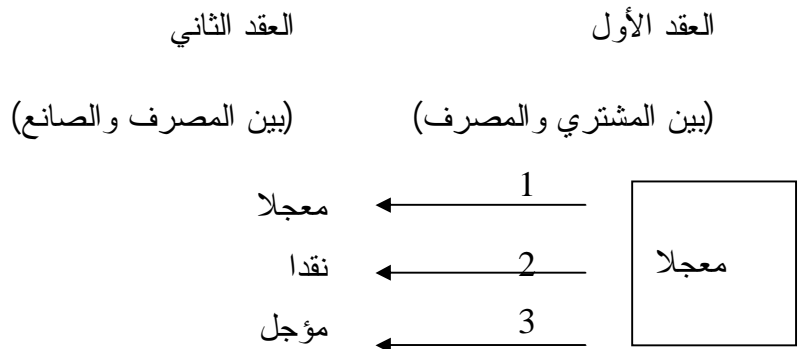 العقد الأول العقد الثاني
(بين المشتري والمصرف) (بين المصرف والصانع)
1 معجلا
معجلا 2 نقدا
3 مؤجل